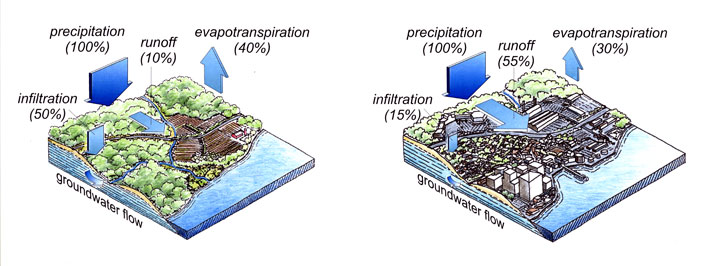 precipitation
(100%)
runoff
(10%)
evapotranspiration
(40%)
infiltration
(50%)
groundwater flow
precipitation
(100%)
runoff
(55%)
evapotranspiration
(30%)
infiltration
(15%)
groundwater flow